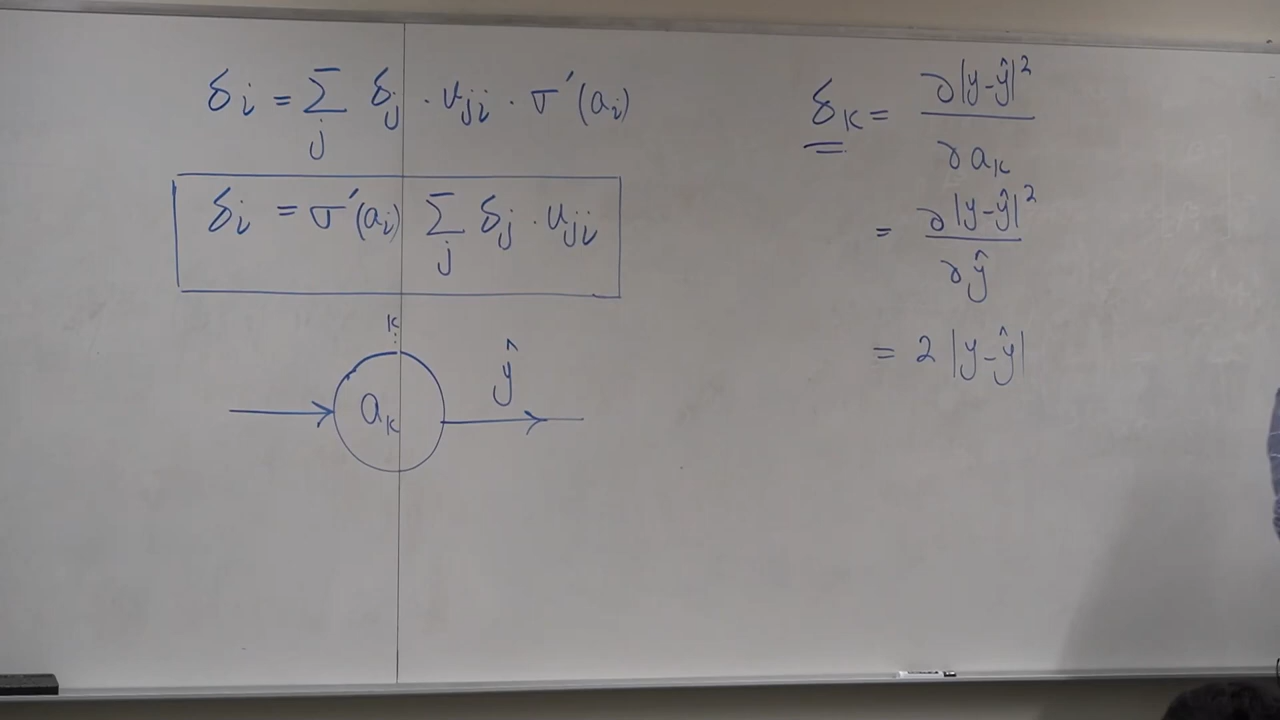 δᵢ = Σⱼ δⱼ · uⱼᵢ · σ′(aᵢ)
δᵢ = σ′(aᵢ) Σⱼ δⱼ · uⱼᵢ
k
aₖ
ŷ
δₖ = ∂|y-ŷ|² / ∂aₖ
= ∂|y-ŷ|² / ∂ŷ
= 2 |y-ŷ|